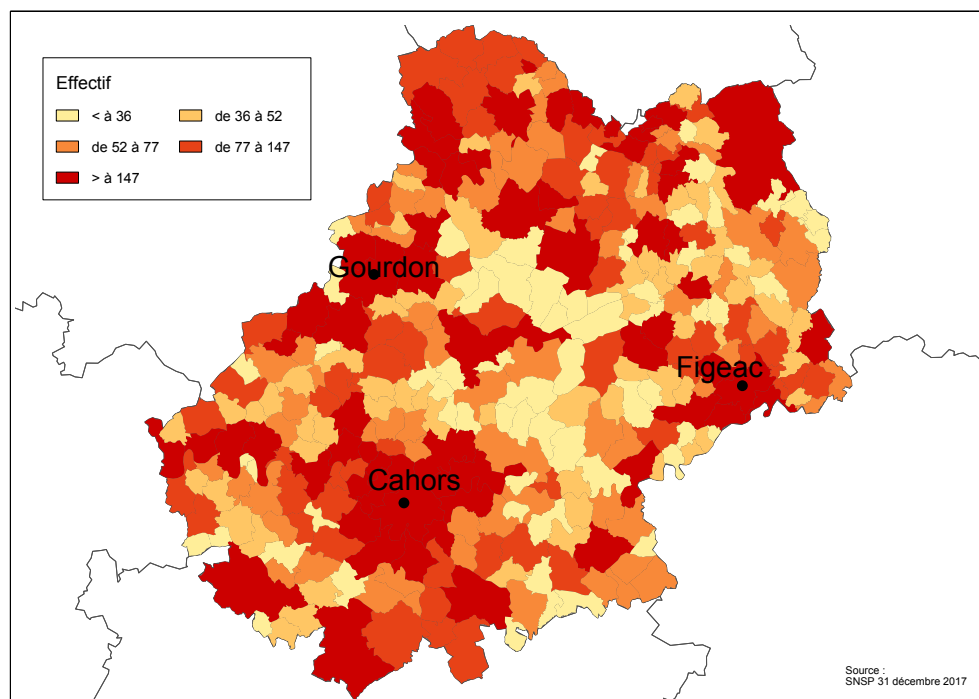 Effectif
< à 36
de 36 à 52
de 52 à 77
de 77 à 147
> à 147
Gourdon
Figeac
Cahors
Source :
SNSP 31 décembre 2017